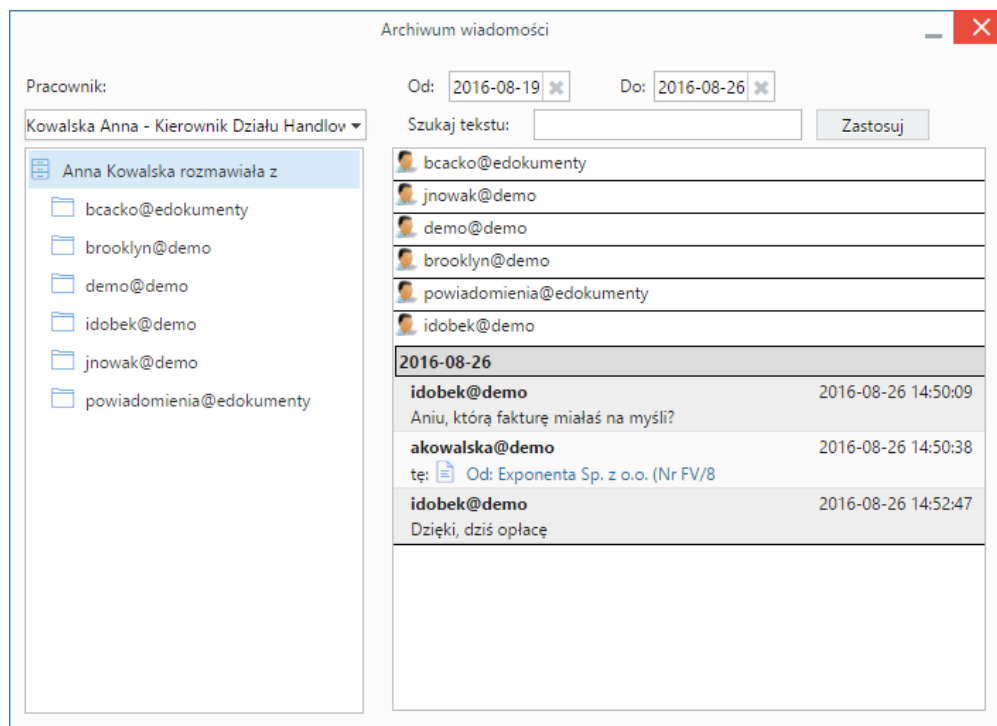 Archiwum wiadomości
Pracownik:
Od: 2016-08-19 Do: 2016-08-26
Kowalska Anna - Kierownik Działu Handlow
Szukaj tekstu: Zastosuj
Anna Kowalska rozmawiała z
bcacko@edokumenty
brooklyn@demo
demo@demo
idobek@demo
jnowak@demo
powiadomienia@edokumenty
bcacko@edokumenty
jnowak@demo
demo@demo
brooklyn@demo
powiadomienia@edokumenty
idobek@demo
2016-08-26
idobek@demo 2016-08-26 14:50:09
Aniu, którą fakturę miałaś na myśli?
akowalska@demo 2016-08-26 14:50:38
tę: Od: Exponenta Sp. z o.o. (Nr FV/8
idobek@demo 2016-08-26 14:52:47
Dzięki, dziś opłacę